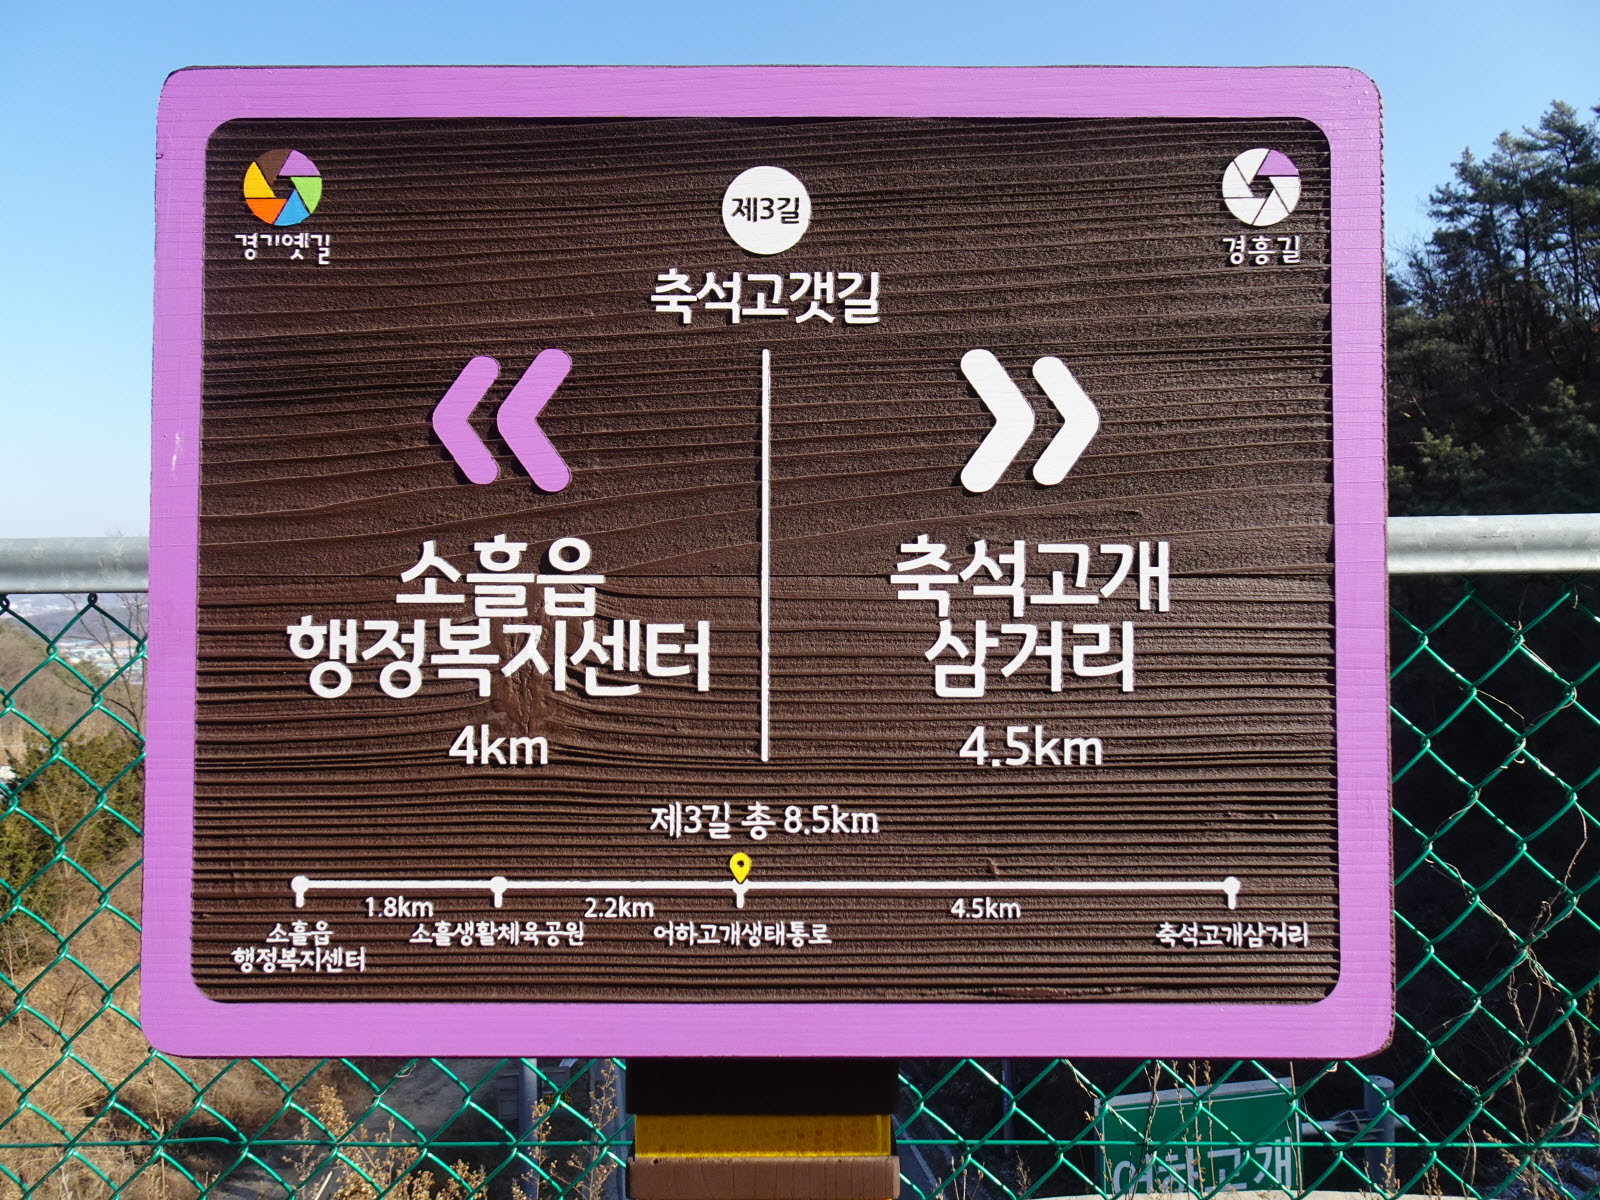 경기옛길
제3길
경흥길
축석고갯길
소흘읍
행정복지센터
4km
축석고개
삼거리
4.5km
제3길 총 8.5km
1.8km
2.2km
4.5km
소흘읍
행정복지센터
소흘생활체육공원
어하고개생태통로
축석고개삼거리
어하고개